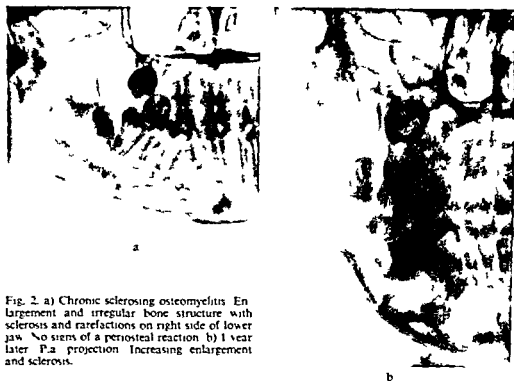 a
Fig. 2. a) Chronic sclerosing osteomyelitis En-
largement and irregular bone structure with
sclerosis and rarefactions on right side of lower
jaw No signs of a periosteal reaction b) 1 year
later P.a projection Increasing enlargement
and sclerosis.
b